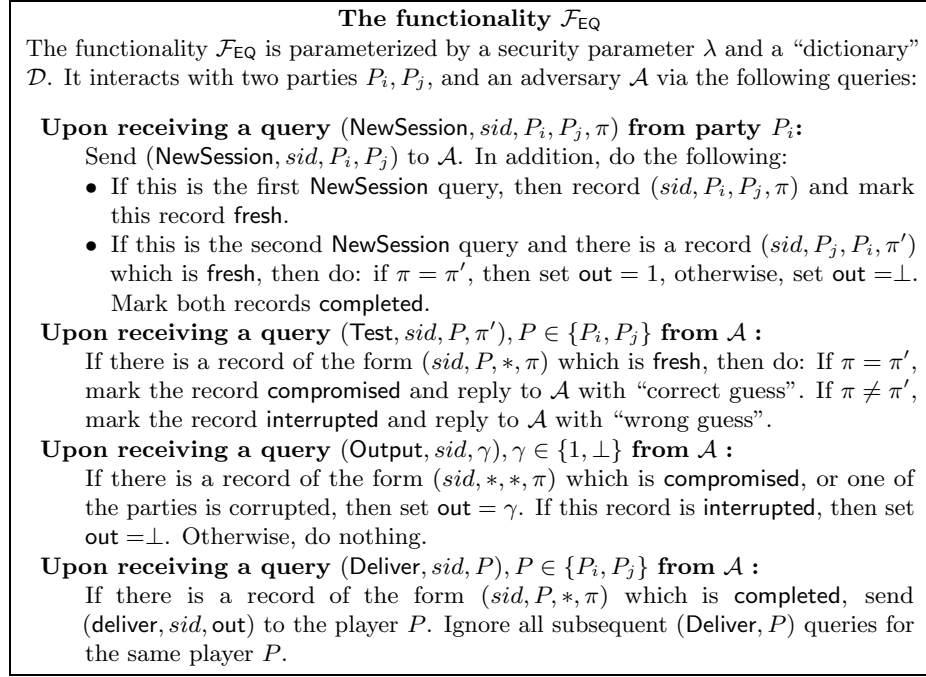 The functionality F_EQ
The functionality F_EQ is parameterized by a security parameter λ and a “dictionary”
D. It interacts with two parties P_i, P_j, and an adversary A via the following queries:
Upon receiving a query (NewSession, sid, P_i, P_j, π) from party P_i:
Send (NewSession, sid, P_i, P_j) to A. In addition, do the following:
• If this is the first NewSession query, then record (sid, P_i, P_j, π) and mark
this record fresh.
• If this is the second NewSession query and there is a record (sid, P_j, P_i, π′)
which is fresh, then do: if π = π′, then set out = 1, otherwise, set out =⊥.
Mark both records completed.
Upon receiving a query (Test, sid, P, π′), P ∈ {P_i, P_j} from A :
If there is a record of the form (sid, P, *, π) which is fresh, then do: If π = π′,
mark the record compromised and reply to A with “correct guess”. If π ≠ π′,
mark the record interrupted and reply to A with “wrong guess”.
Upon receiving a query (Output, sid, γ), γ ∈ {1, ⊥} from A :
If there is a record of the form (sid, *, *, π) which is compromised, or one of
the parties is corrupted, then set out = γ. If this record is interrupted, then set
out =⊥. Otherwise, do nothing.
Upon receiving a query (Deliver, sid, P), P ∈ {P_i, P_j} from A :
If there is a record of the form (sid, P, *, π) which is completed, send
(deliver, sid, out) to the player P. Ignore all subsequent (Deliver, P) queries for
the same player P.